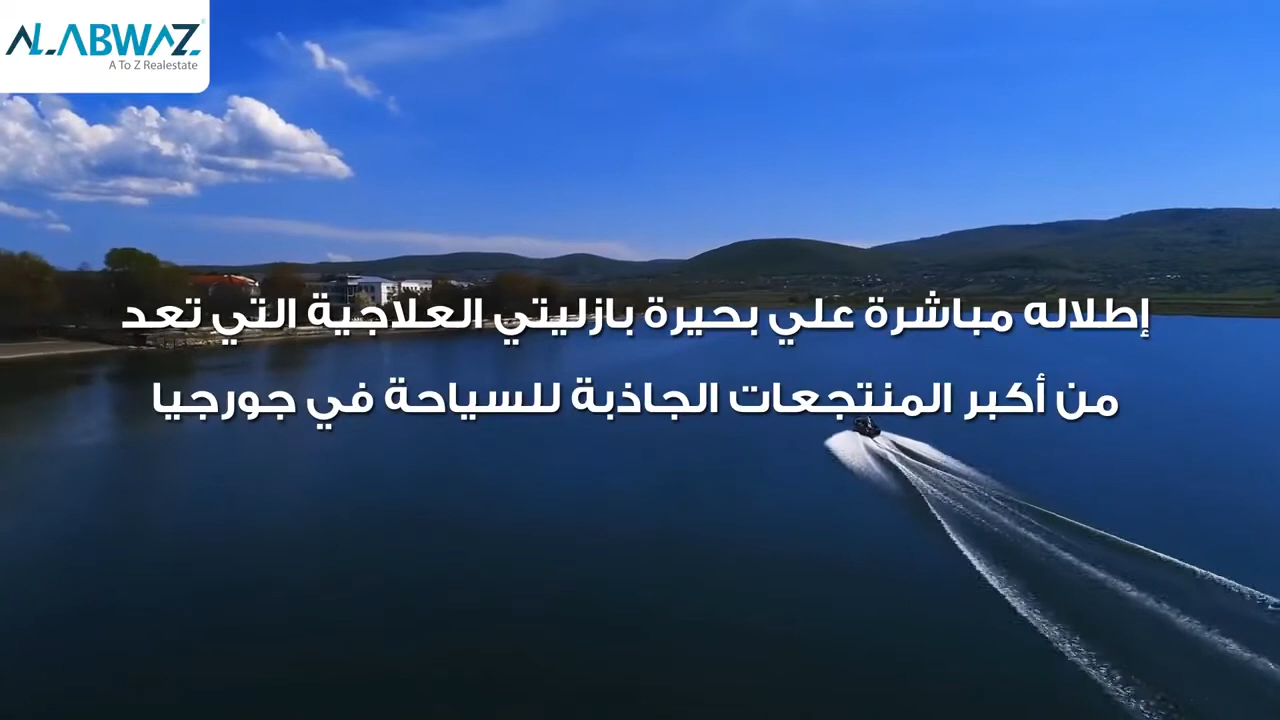 ALABWAZ
A To Z Realestate
إطلاله مباشرة علي بحيرة بازليتي العلاجية التي تعد
من أكبر المنتجعات الجاذبة للسياحة في جورجيا